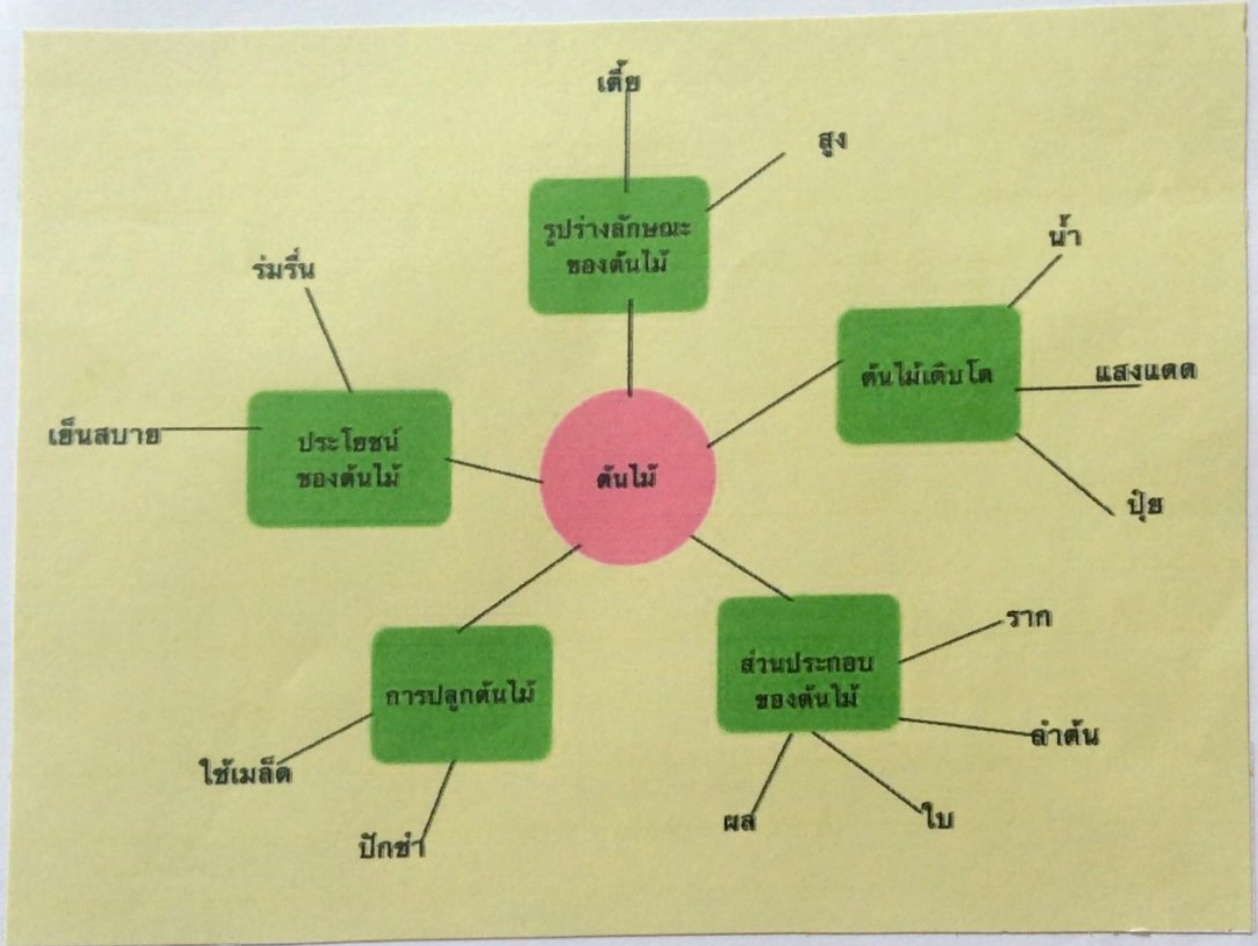 เตี้ย
สูง
รูปร่างลักษณะ
ของต้นไม้
น้ำ
ร่มรื่น
ต้นไม้เติบโต
แสงแดด
เย็นสบาย
ประโยชน์
ของต้นไม้
ต้นไม้
ปุ๋ย
ราก
ส่วนประกอบ
ของต้นไม้
การปลูกต้นไม้
ลำต้น
ใช้เมล็ด
ผล
ใบ
ปักชำ